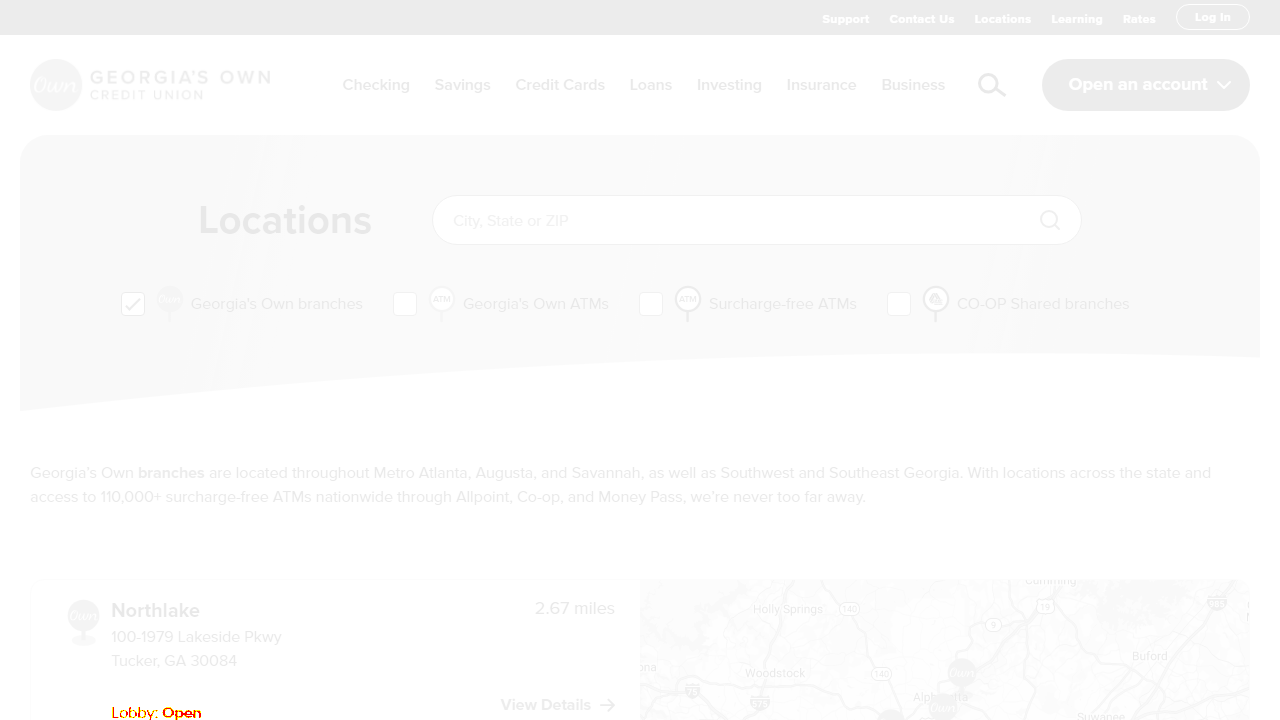 Support Contact Us Locations Learning Rates Log In
Own GEORGIA'S OWN
CREDIT UNION
Checking Savings Credit Cards Loans Investing Insurance Business Open an account
Locations
City, State or ZIP
Georgia's Own branches
ATM Georgia's Own ATMs
ATM Surcharge-free ATMs
CO-OP Shared branches
Georgia's Own branches are located throughout Metro Atlanta, Augusta, and Savannah, as well as Southwest and Southeast Georgia. With locations across the state and
access to 110,000+ surcharge-free ATMs nationwide through Allpoint, Co-op, and Money Pass, we're never too far away.
Own Northlake 2.67 miles
100-1979 Lakeside Pkwy
Tucker, GA 30084
View Details
Lobby: Open
Cumming
Holly Springs 140 19
9
Buford
Woodstock 140
Suwanee